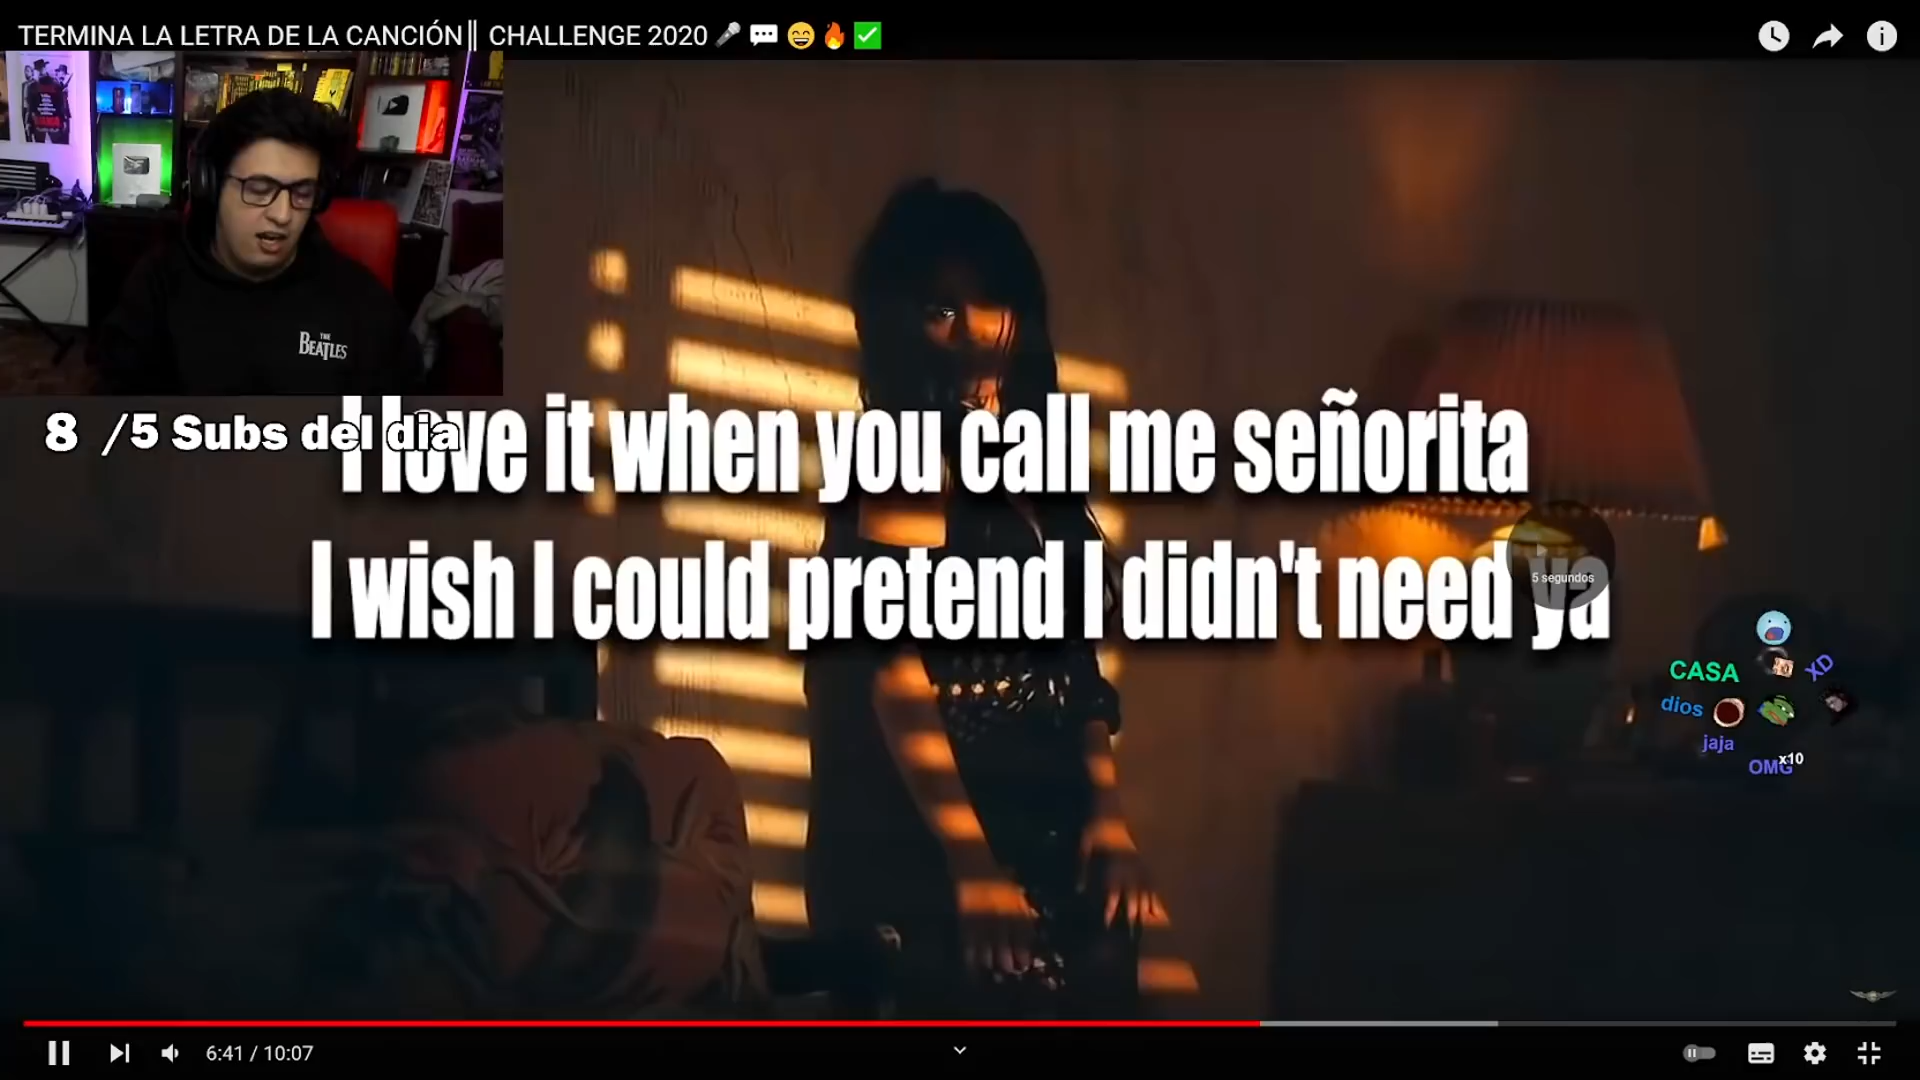 TERMINA LA LETRA DE LA CANCIÓN║ CHALLENGE 2020 🎤 💬 😄 🔥 ✅
THE
BEATLES
8 /5 Subs del dia
I love it when you call me señorita
I wish I could pretend I didn't need ya
5 segundos
CASA
XD
dios
jaja
OMG
x10
6:41 / 10:07